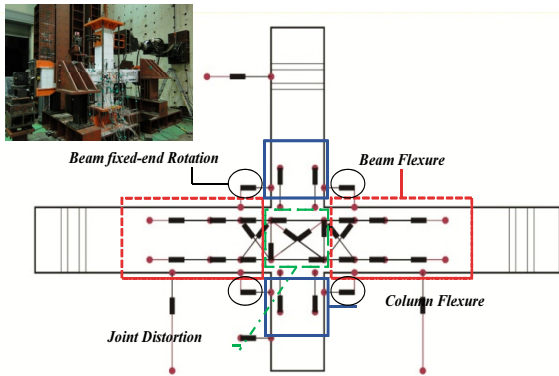 Beam fixed-end Rotation
Beam Flexure
Joint Distortion
Column Flexure